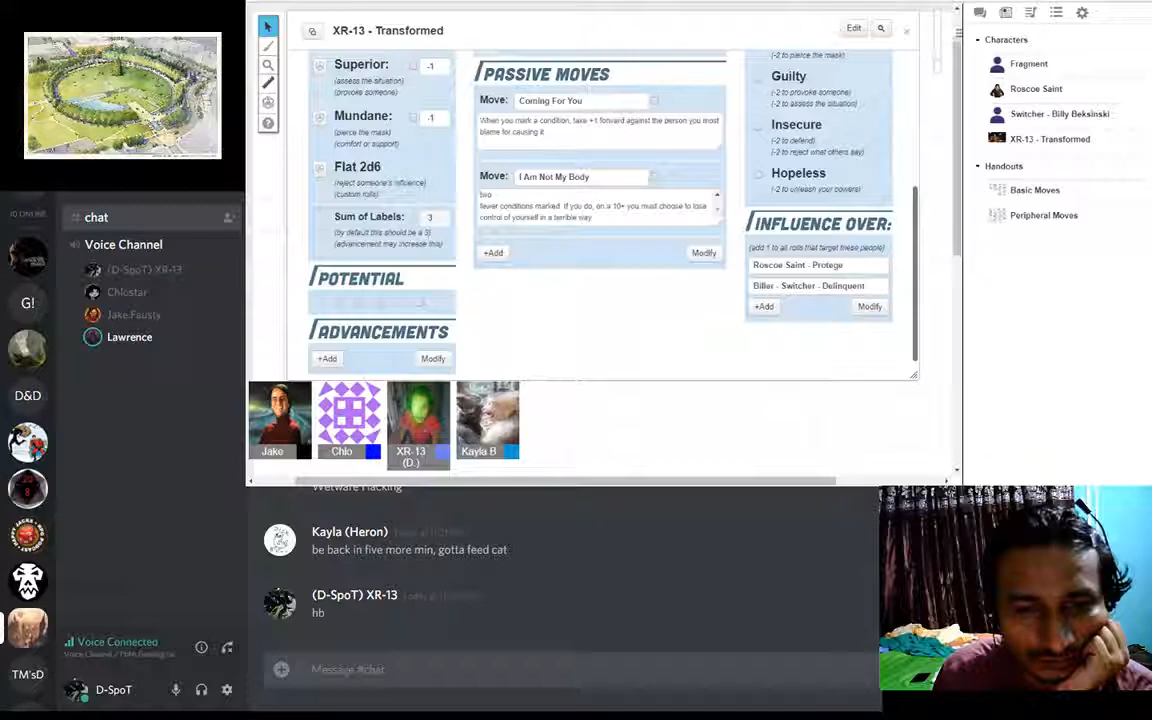 XR-13 - Transformed
Edit
×
Superior:
-1
(assess the situation)
(provoke someone)
Mundane:
-1
(pierce the mask)
(comfort or support)
Flat 2d6
(reject someone's influence)
(custom rolls)
Sum of Labels:
3
(by default this should be 3)
(advancement may increase this)
POTENTIAL
ADVANCEMENTS
+Add
Modify
PASSIVE MOVES
Move:
Coming For You
When you mark a condition, take +1 forward against the person you most
blame for causing it
Move:
I Am Not My Body
two
fewer conditions marked. If you do, on a 10+ you must choose to lose
control of yourself in a terrible way
+Add
Modify
(-2 to pierce the mask)
Guilty
(-2 to provoke someone)
(-2 to assess the situation)
Insecure
(-2 to defend)
(-2 to reject what others say)
Hopeless
(-2 to unleash your powers)
INFLUENCE OVER:
(add 1 to all rolls that target these people)
Roscoe Saint - Protege
Biller - Switcher - Delinquent
+Add
Modify
Characters
Fragment
Roscoe Saint
Switcher - Billy Beksinski
XR-13 - Transformed
Handouts
Basic Moves
Peripheral Moves
Jake
Chlo
XR-13
(D.)
Kayla B
10 ONLINE
G!
D&D
TM'sD
# chat
Voice Channel
(D-SpoT) XR-13
Chlostar
Jake Fausty
Lawrence
Voice Connected
D-SpoT
Wetware Hacking
Kayla (Heron)
be back in five more min, gotta feed cat
(D-SpoT) XR-13
hb
Message #chat